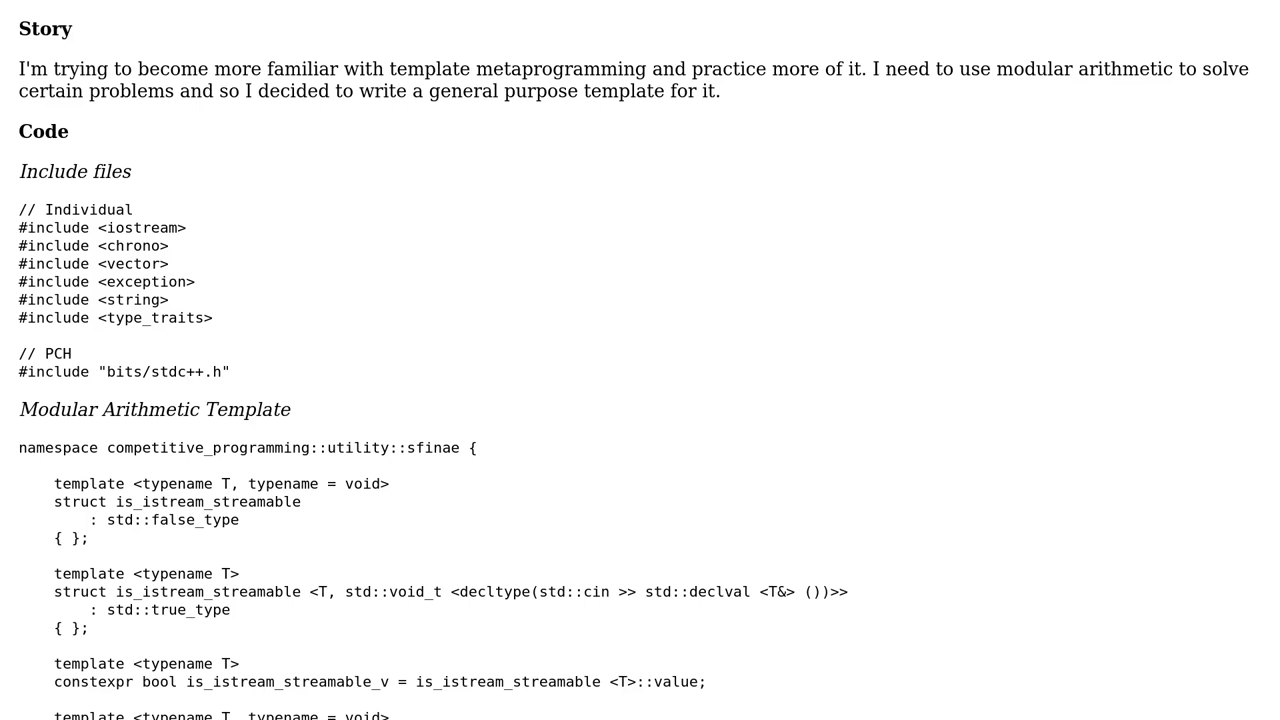 Story
I'm trying to become more familiar with template metaprogramming and practice more of it. I need to use modular arithmetic to solve
certain problems and so I decided to write a general purpose template for it.
Code
Include files
// Individual
#include <iostream>
#include <chrono>
#include <vector>
#include <exception>
#include <string>
#include <type_traits>
// PCH
#include "bits/stdc++.h"
Modular Arithmetic Template
namespace competitive_programming::utility::sfinae {
    template <typename T, typename = void>
    struct is_istream_streamable
        : std::false_type
    { };
    template <typename T>
    struct is_istream_streamable <T, std::void_t <decltype(std::cin >> std::declval <T&> ())>>
        : std::true_type
    { };
    template <typename T>
    constexpr bool is_istream_streamable_v = is_istream_streamable <T>::value;
    template <typename T, typename = void>